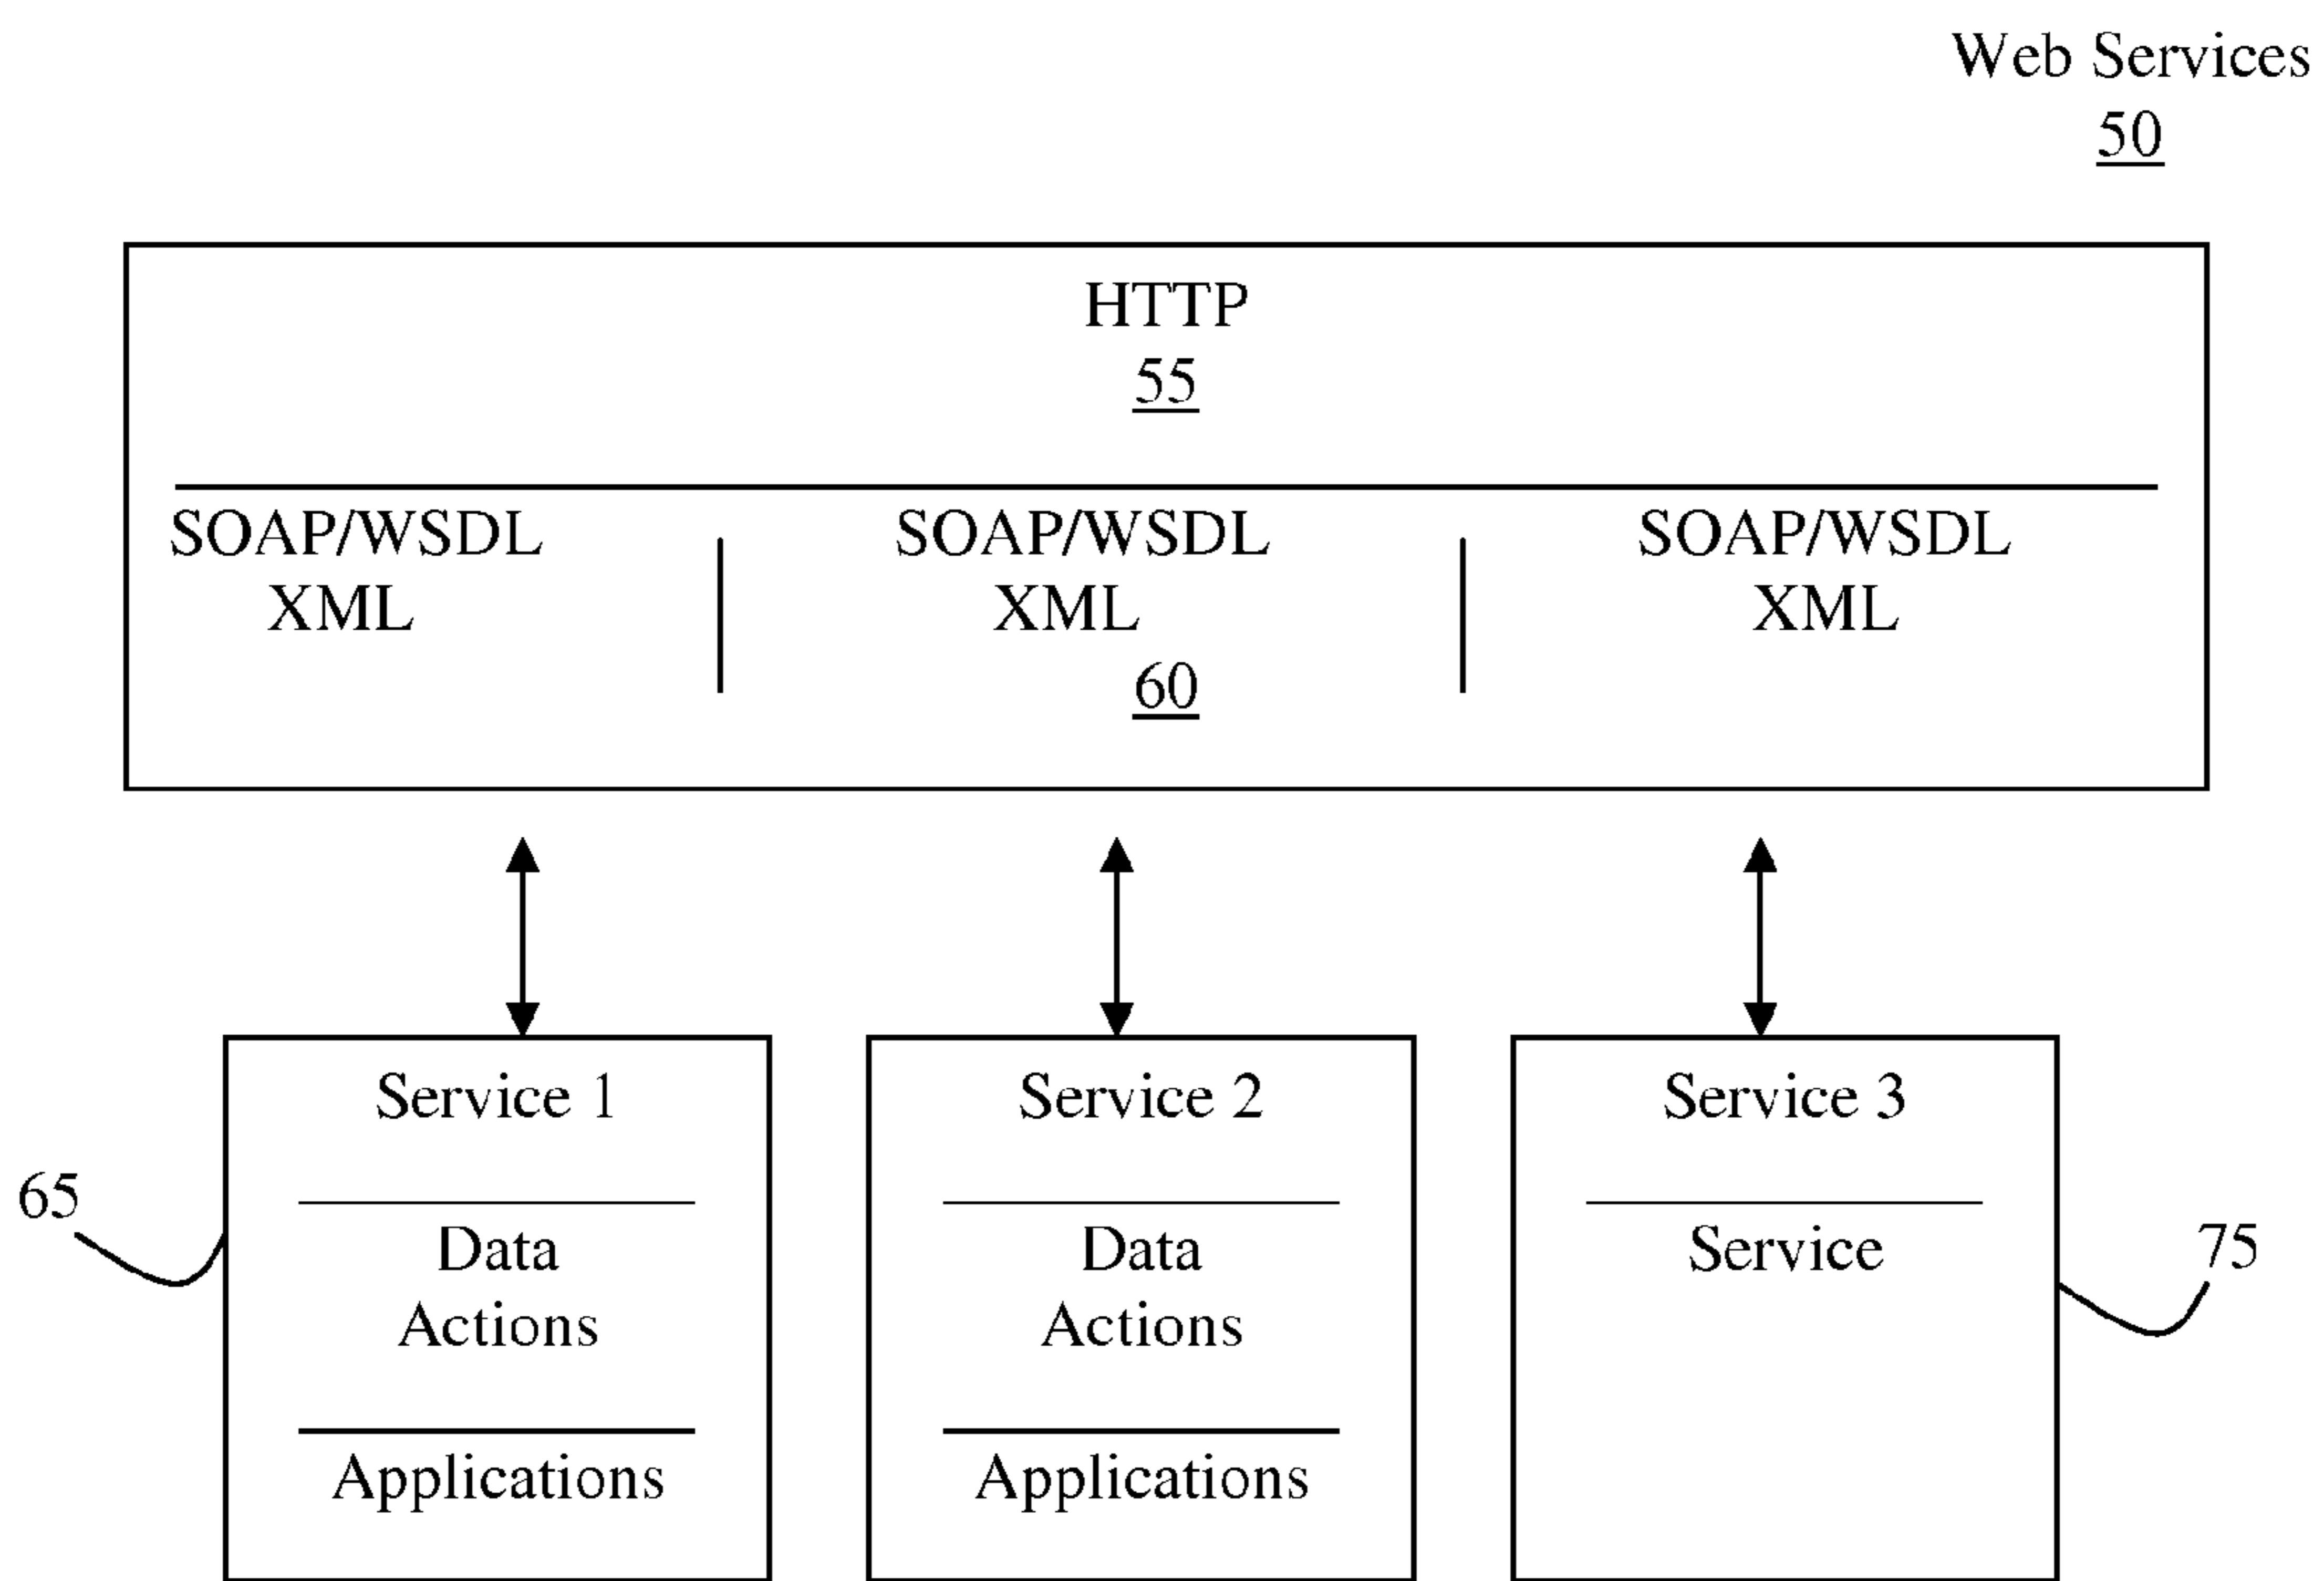 Web Services
50
HTTP
55
SOAP/WSDL SOAP/WSDL SOAP/WSDL
XML XML XML
60
Service 1 Service 2 Service 3
65
Data Data Service
75
Actions Actions
Applications Applications